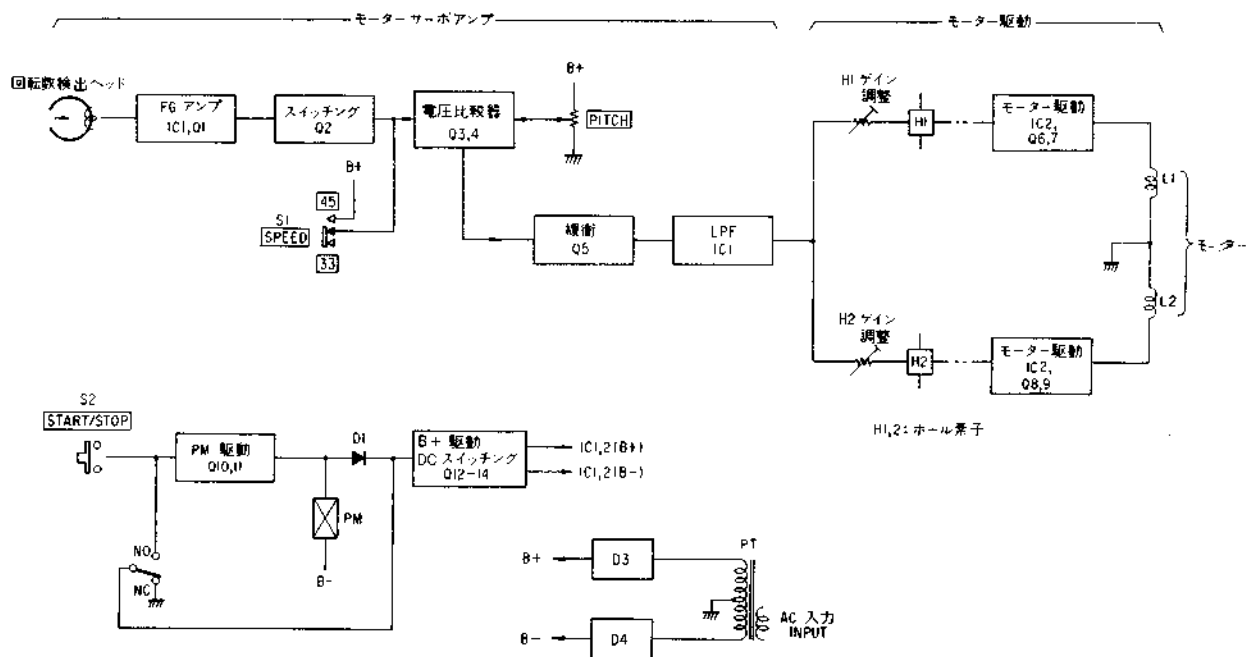 モーターサーボアンプ
モーター駆動
回転数検出ヘッド
FG アンプ
IC1,Q1
スイッチング
Q2
電圧比較器
Q3,4
B+
PITCH
H1 ゲイン
調整
H1
モーター駆動
IC2,
Q6,7
L1
B+
45
S1
SPEED
33
緩衝
Q5
LPF
IC1
モーター
L2
H2 ゲイン
調整
H2
モーター駆動
IC2,
Q8,9
H1,2:ホール素子
S2
START/STOP
PM 駆動
Q10,11
D1
B+ 駆動
DCスイッチング
Q12-14
IC1,2(B+)
IC1,2(B-)
PM
B-
NO
NC
B+
D3
PT
AC 入力
INPUT
B-
D4